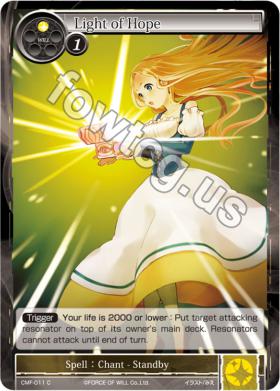 Light of Hope
WILL
1
fowtcg.us
Trigger Your life is 2000 or lower : Put target attacking
resonator on top of its owner's main deck. Resonators
cannot attack until end of turn.
CMF-011 C
©FORCE OF WILL Co.,Ltd.
Spell : Chant - Standby